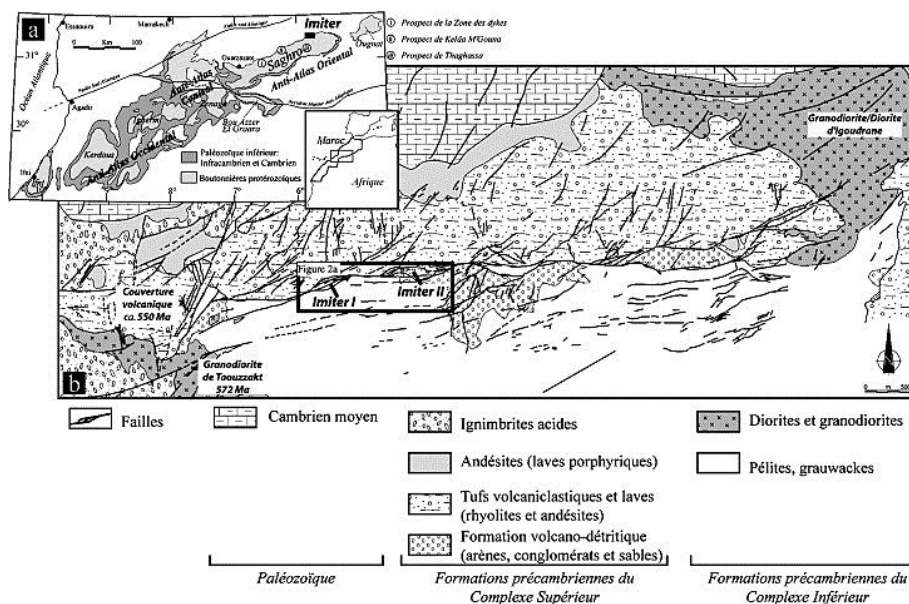 a
Essaouira
Marrakech
Imiter
Km
0
100
Ouarzazate
Ougnat
Saghro
Anti-Atlas Oriental
Océan Atlantique
Agadir
Anti-Atlas Central
Zenaga
Igherm
Bou Azzer
El Graara
Kerdous
Anti-Atlas Occidental
Ifni
31°
30°
8°
7°
6°
Paléozoïque inférieur:
Infracambrien et Cambrien
Boutonnières protérozoïques
Maroc
Afrique
Prospect de la Zone des dykes
Prospect de Kelâa M'Gouna
Prospect de Thaghassa
Granodiorite/Diorite
d'Igoudrane
Figure 2a
Imiter I
Imiter II
Couverture
volcanique
ca. 550 Ma
Granodiorite
de Taouzzakt
572 Ma
b
0 m 500
Failles
Cambrien moyen
Ignimbrites acides
Andésites (laves porphyriques)
Tufs volcaniclastiques et laves
(rhyolites et andésites)
Formation volcano-détritique
(arènes, conglomérats et sables)
Diorites et granodiorites
Pélites, grauwackes
Paléozoïque
Formations précambriennes du
Complexe Supérieur
Formations précambriennes du
Complexe Inférieur